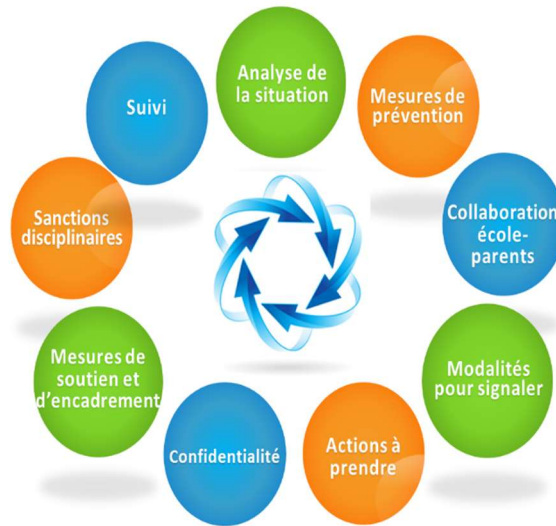 Analyse de
la situation
Mesures de
prévention
Collaboration
école-
parents
Modalités
pour signaler
Actions à
prendre
Confidentialité
Mesures de
soutien et
d'encadrement
Sanctions
disciplinaires
Suivi